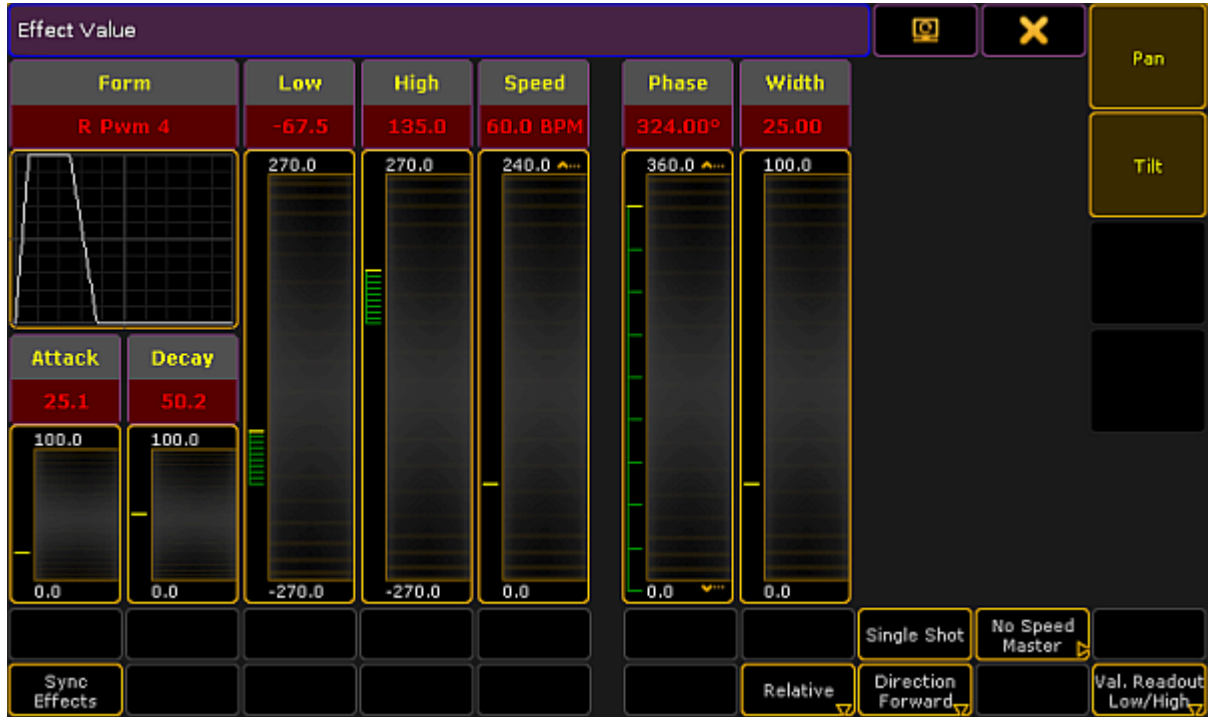 Effect Value
Pan
Form
Low
High
Speed
Phase
Width
R Pwm 4
-67.5
135.0
60.0 BPM
324.00°
25.00
270.0
270.0
240.0
360.0
100.0
Tilt
Attack
Decay
25.1
50.2
100.0
100.0
0.0
0.0
-270.0
-270.0
0.0
0.0
0.0
Single Shot
No Speed
Master
Sync
Effects
Relative
Direction
Forward
Val. Readout
Low/High